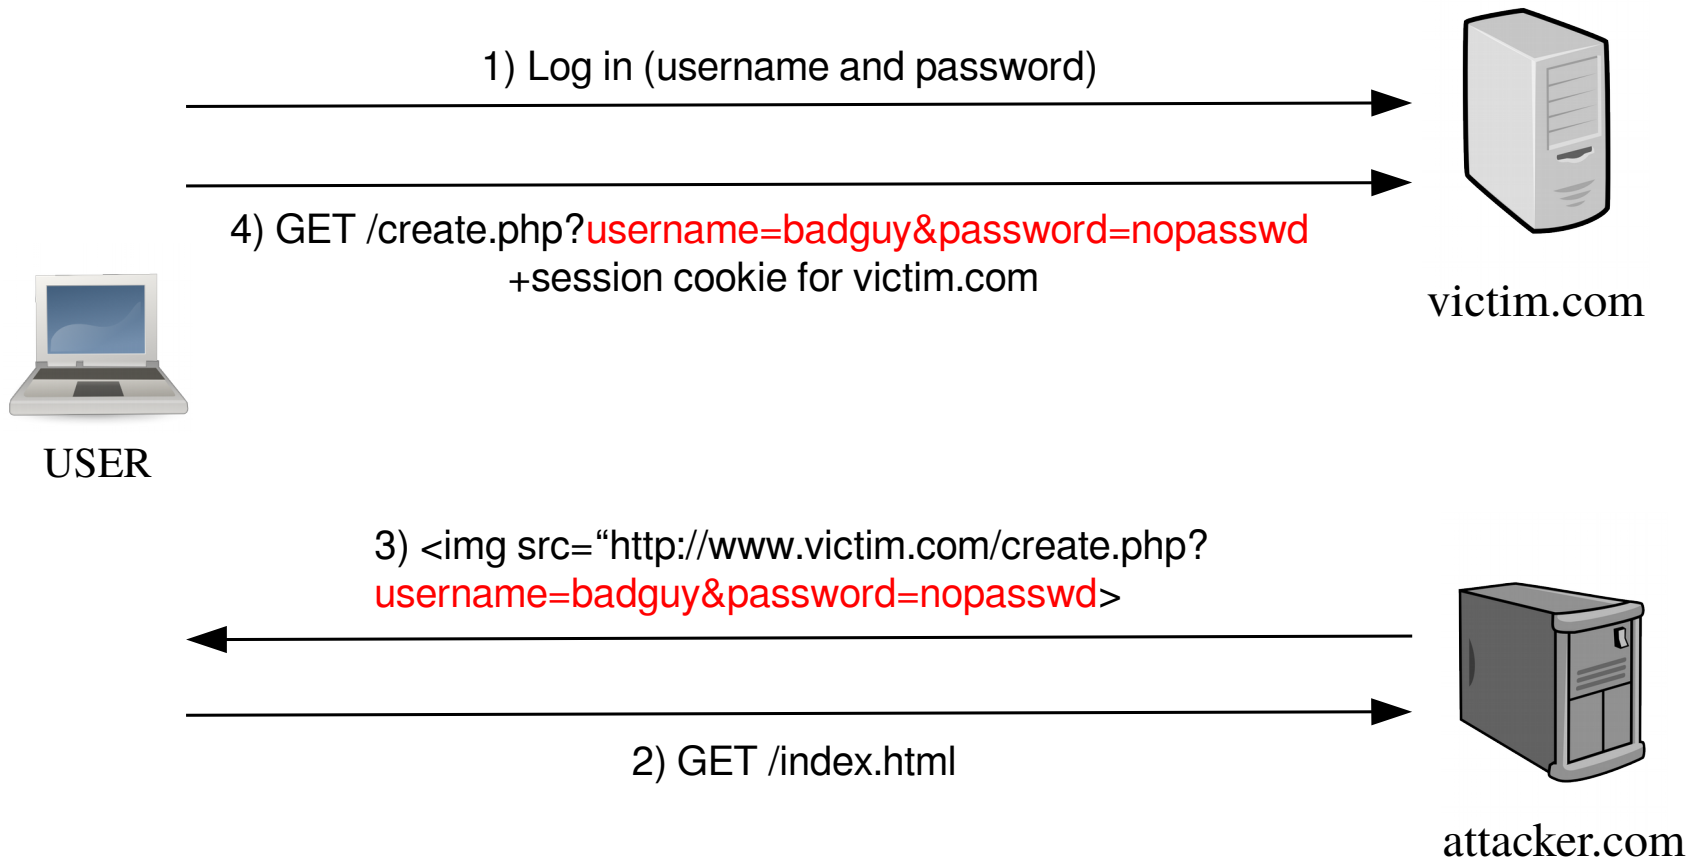 1) Log in (username and password)
4) GET /create.php?username=badguy&password=nopasswd
+session cookie for victim.com
victim.com
USER
3) <img src=“http://www.victim.com/create.php?
username=badguy&password=nopasswd>
2) GET /index.html
attacker.com